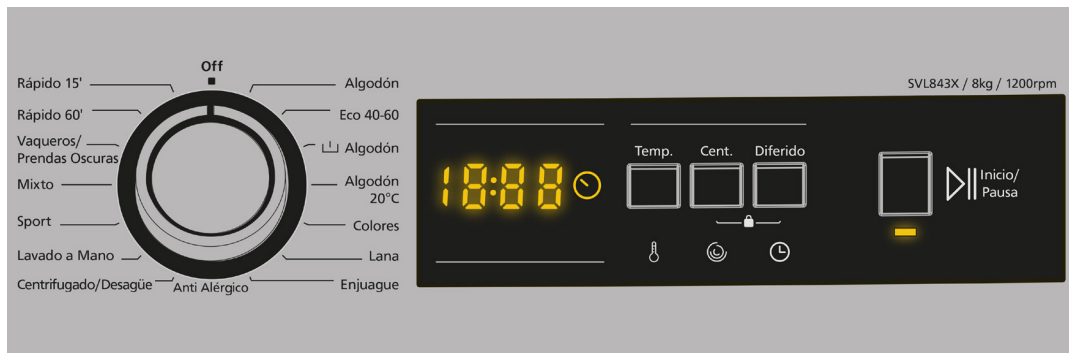 Off
Rápido 15'
Rápido 60'
Vaqueros/
Prendas Oscuras
Mixto
Sport
Lavado a Mano
Centrifugado/Desagüe
Anti Alérgico
Algodón
Eco 40-60
Algodón
Algodón
20°C
Colores
Lana
Enjuague
SVL843X / 8kg / 1200rpm
18:88
Temp. Cent. Diferido
Inicio/
Pausa